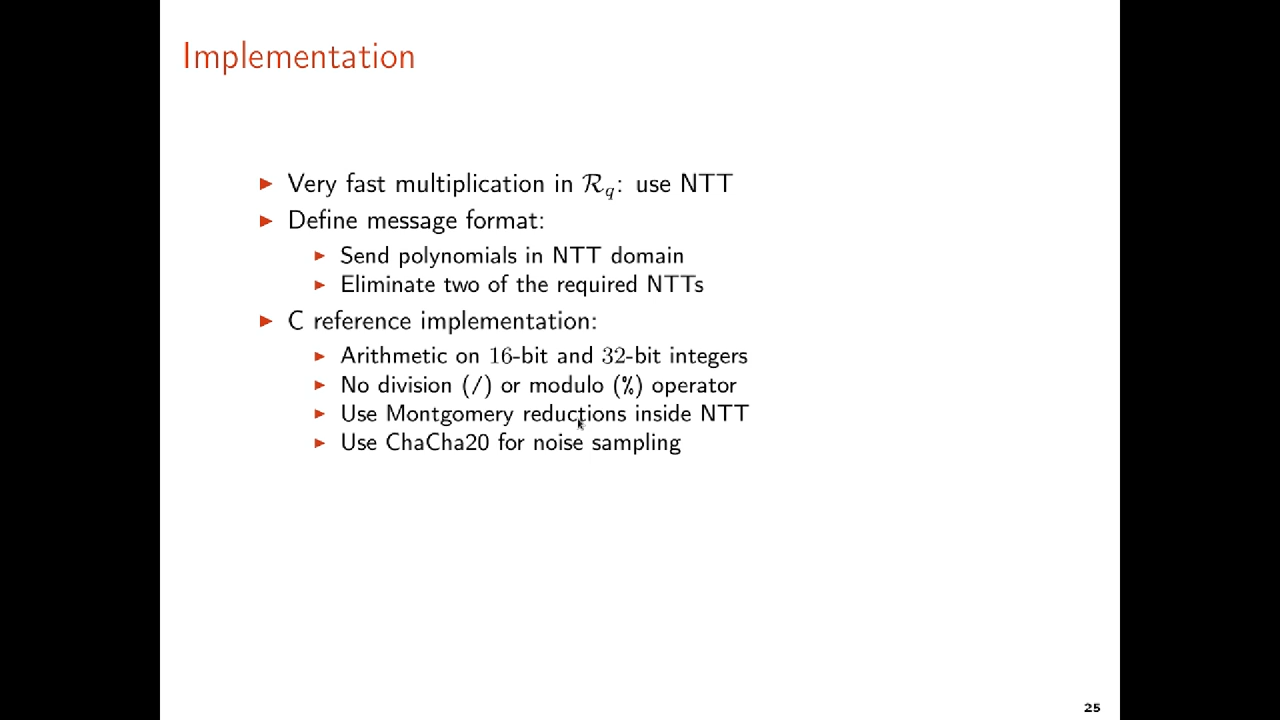 Implementation
▶ Very fast multiplication in $\mathcal{R}_q$: use NTT
▶ Define message format:
▶ Send polynomials in NTT domain
▶ Eliminate two of the required NTTs
▶ C reference implementation:
▶ Arithmetic on 16-bit and 32-bit integers
▶ No division (/) or modulo (%) operator
▶ Use Montgomery reductions inside NTT
▶ Use ChaCha20 for noise sampling
25